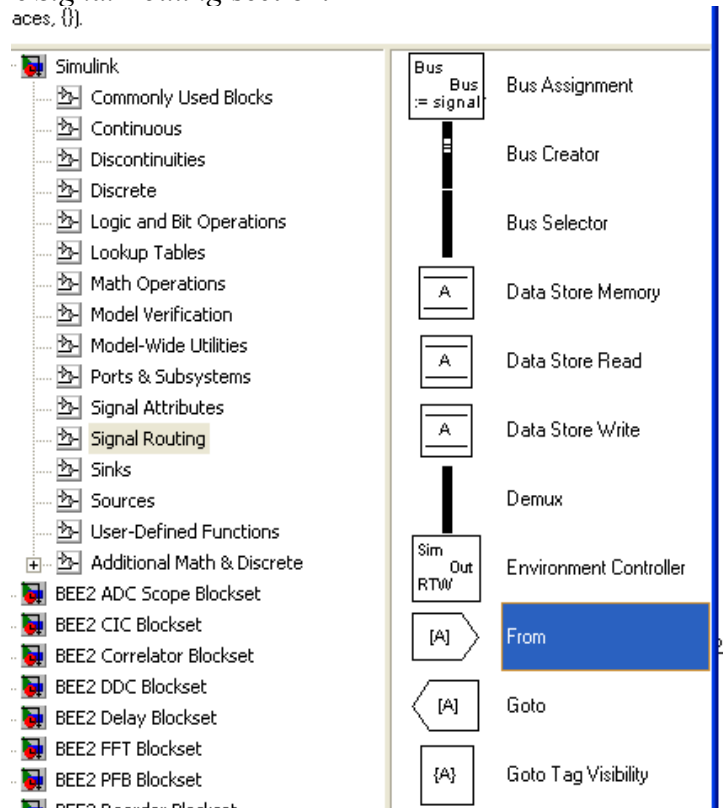 aces, {}).
Simulink
Commonly Used Blocks
Continuous
Discontinuities
Discrete
Logic and Bit Operations
Lookup Tables
Math Operations
Model Verification
Model-Wide Utilities
Ports & Subsystems
Signal Attributes
Signal Routing
Sinks
Sources
User-Defined Functions
Additional Math & Discrete
BEE2 ADC Scope Blockset
BEE2 CIC Blockset
BEE2 Correlator Blockset
BEE2 DDC Blockset
BEE2 Delay Blockset
BEE2 FFT Blockset
BEE2 PFB Blockset
Bus
Bus
:= signal
Bus Assignment
Bus Creator
Bus Selector
A
Data Store Memory
A
Data Store Read
A
Data Store Write
Demux
Sim
Out
RTW
Environment Controller
[A]
From
[A]
Goto
{A}
Goto Tag Visibility